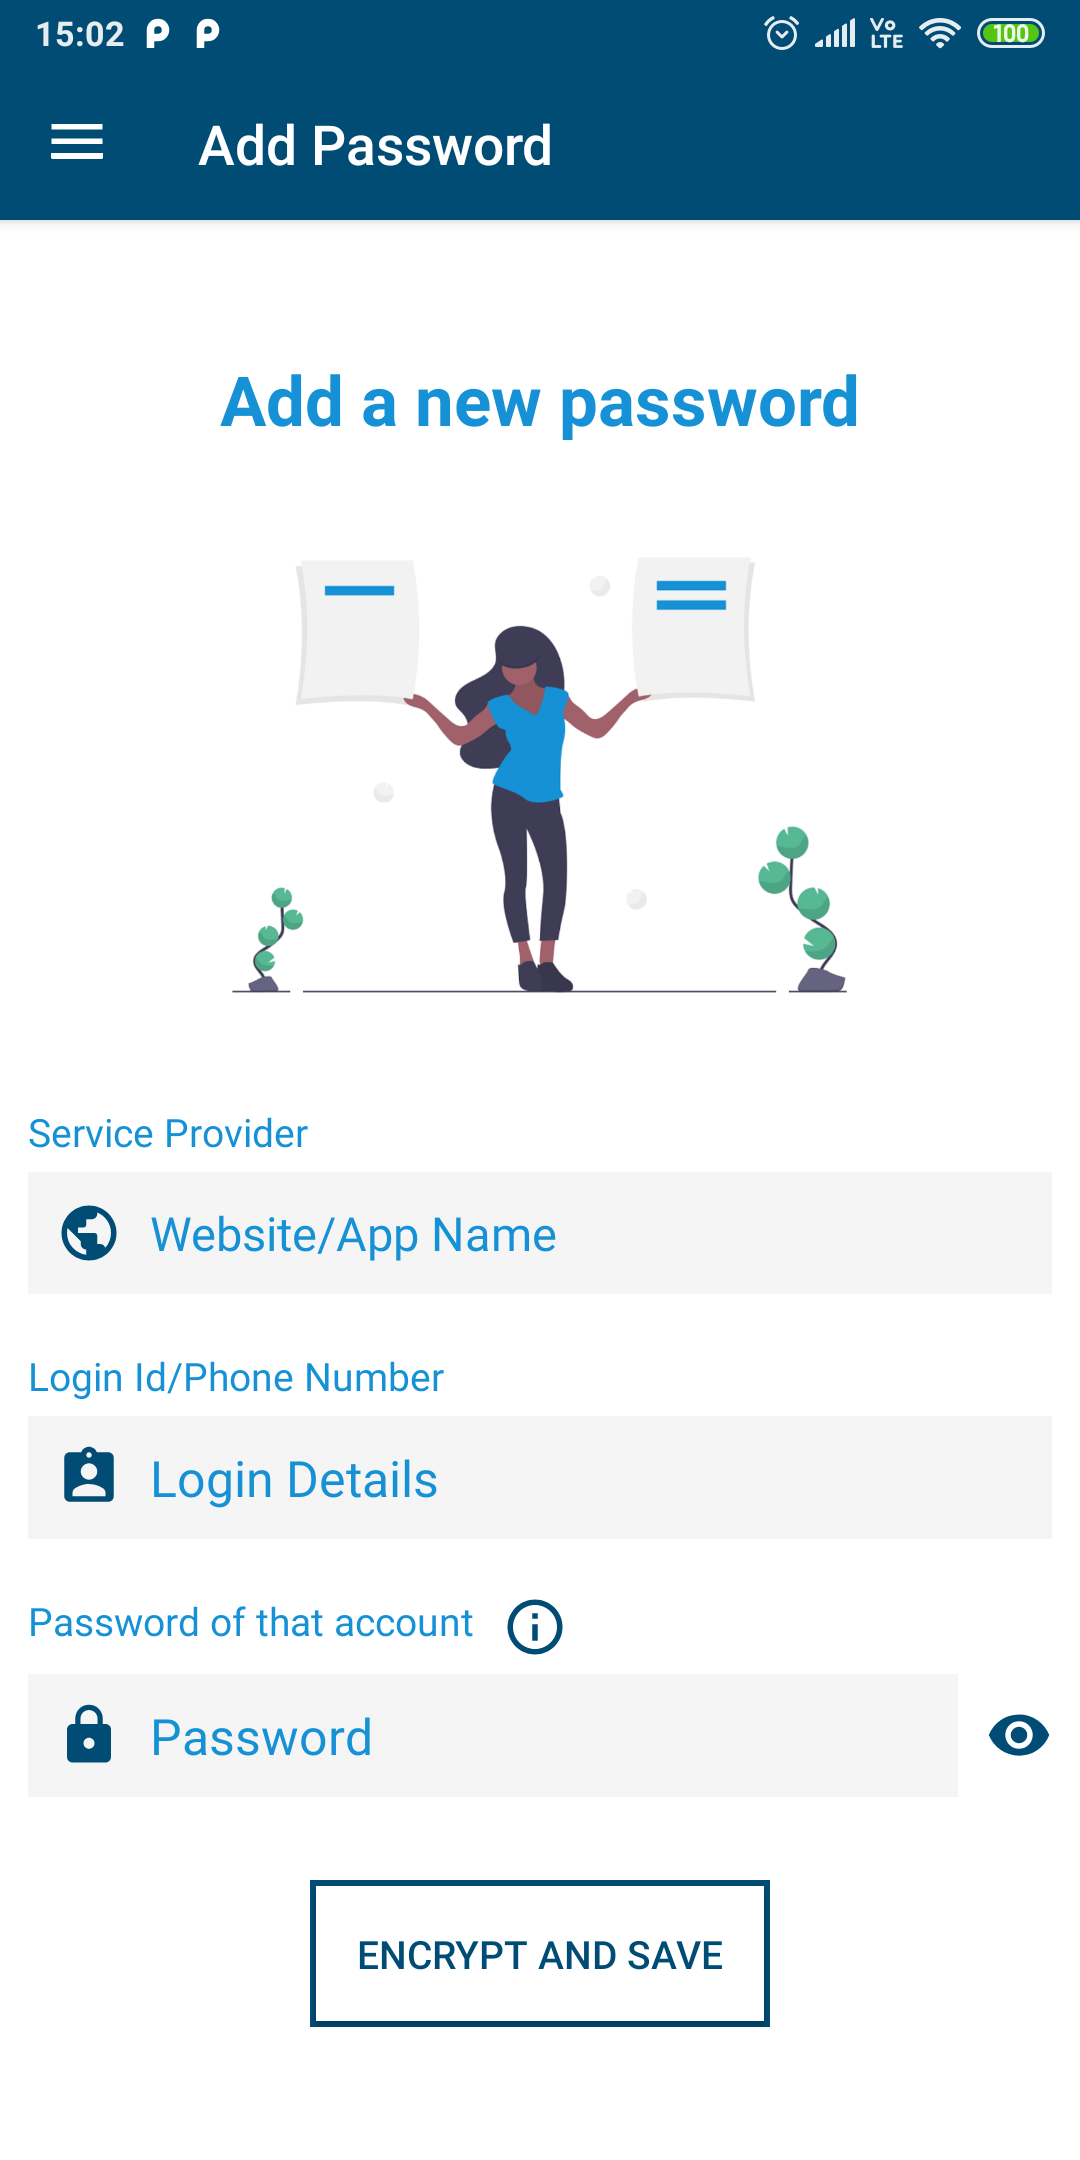 15:02
Vo
LTE
100
Add Password
Add a new password
Service Provider
Website/App Name
Login Id/Phone Number
Login Details
Password of that account
Password
ENCRYPT AND SAVE